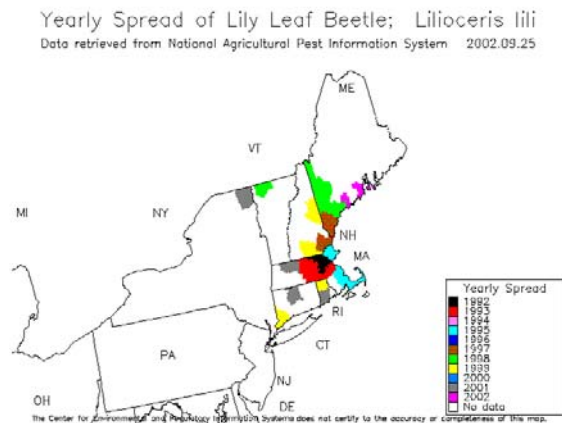 Yearly Spread of Lily Leaf Beetle; Lilioceris lili
Data retrieved from National Agricultural Pest Information System 2002.09.25
ME
VT
MI
NY
NH
MA
RI
CT
PA
NJ
OH
DE
Yearly Spread
1992
1993
1994
1995
1996
1997
1998
1999
2000
2001
2002
No data
The Center for Environmental and Regulatory Information Systems does not certify to the accuracy or completeness of this map.